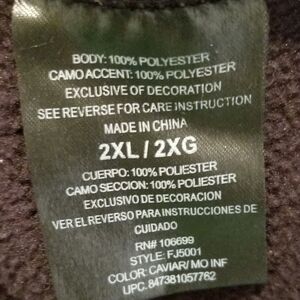 BODY: 100% POLYESTER
CAMO ACCENT: 100% POLYESTER
EXCLUSIVE OF DECORATION
SEE REVERSE FOR CARE INSTRUCTION
MADE IN CHINA
2XL / 2XG
CUERPO: 100% POLIESTER
CAMO SECCION: 100% POLIESTER
EXCLUSIVO DE DECORACION
VER EL REVERSO PARA INSTRUCCIONES DE
CUIDADO
RN# 106699
STYLE: FJ5001
COLOR: CAVIAR/ MO INF
UPC. 847381057762